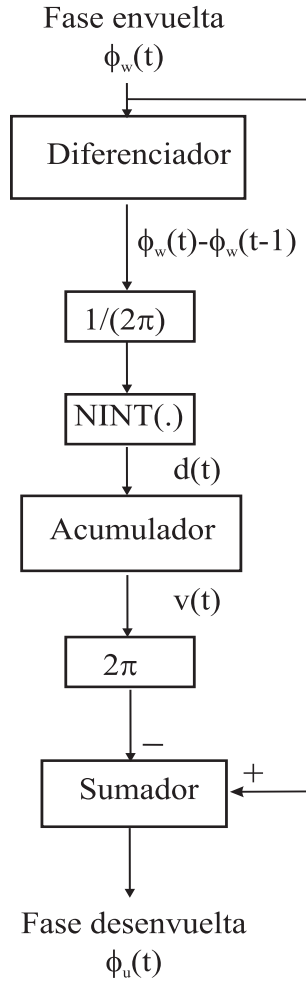 Fase envuelta
ϕw(t)
Diferenciador
ϕw(t)-ϕw(t-1)
1/(2π)
NINT(.)
d(t)
Acumulador
v(t)
2π
−
+
Sumador
Fase desenvuelta
ϕu(t)